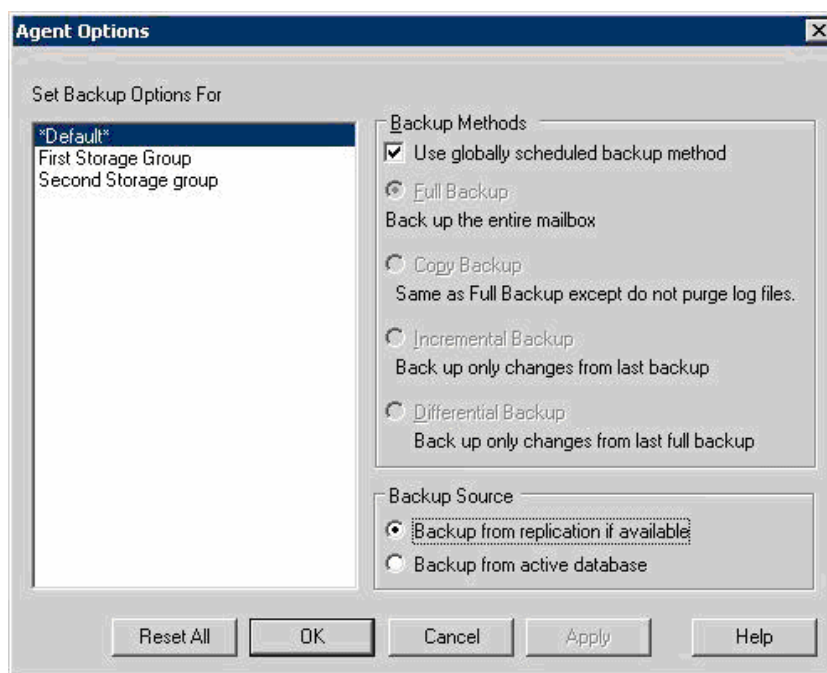 Agent Options
Set Backup Options For
*Default*
First Storage Group
Second Storage group
Backup Methods
Use globally scheduled backup method
Full Backup
Back up the entire mailbox
Copy Backup
Same as Full Backup except do not purge log files.
Incremental Backup
Back up only changes from last backup
Differential Backup
Back up only changes from last full backup
Backup Source
Backup from replication if available
Backup from active database
Reset All
OK
Cancel
Apply
Help